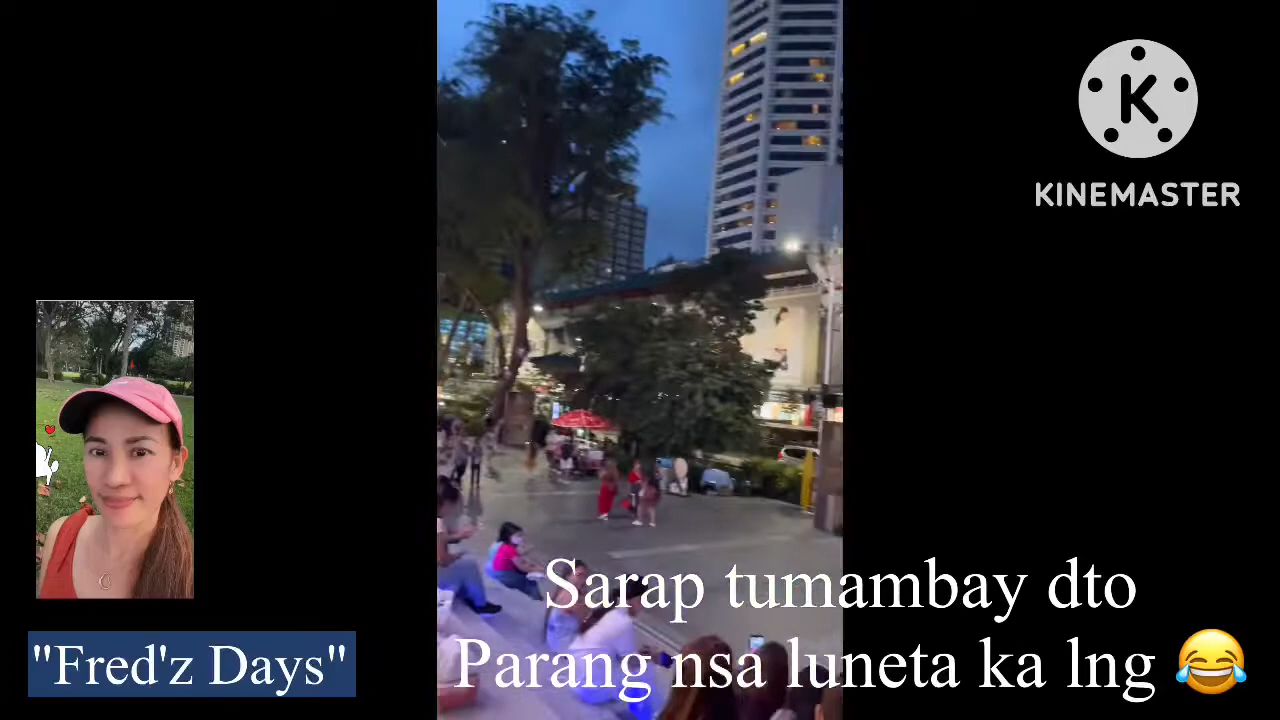 KINEMASTER
"Fred'z Days"
Sarap tumambay dto
Parang nsa luneta ka lng 😂